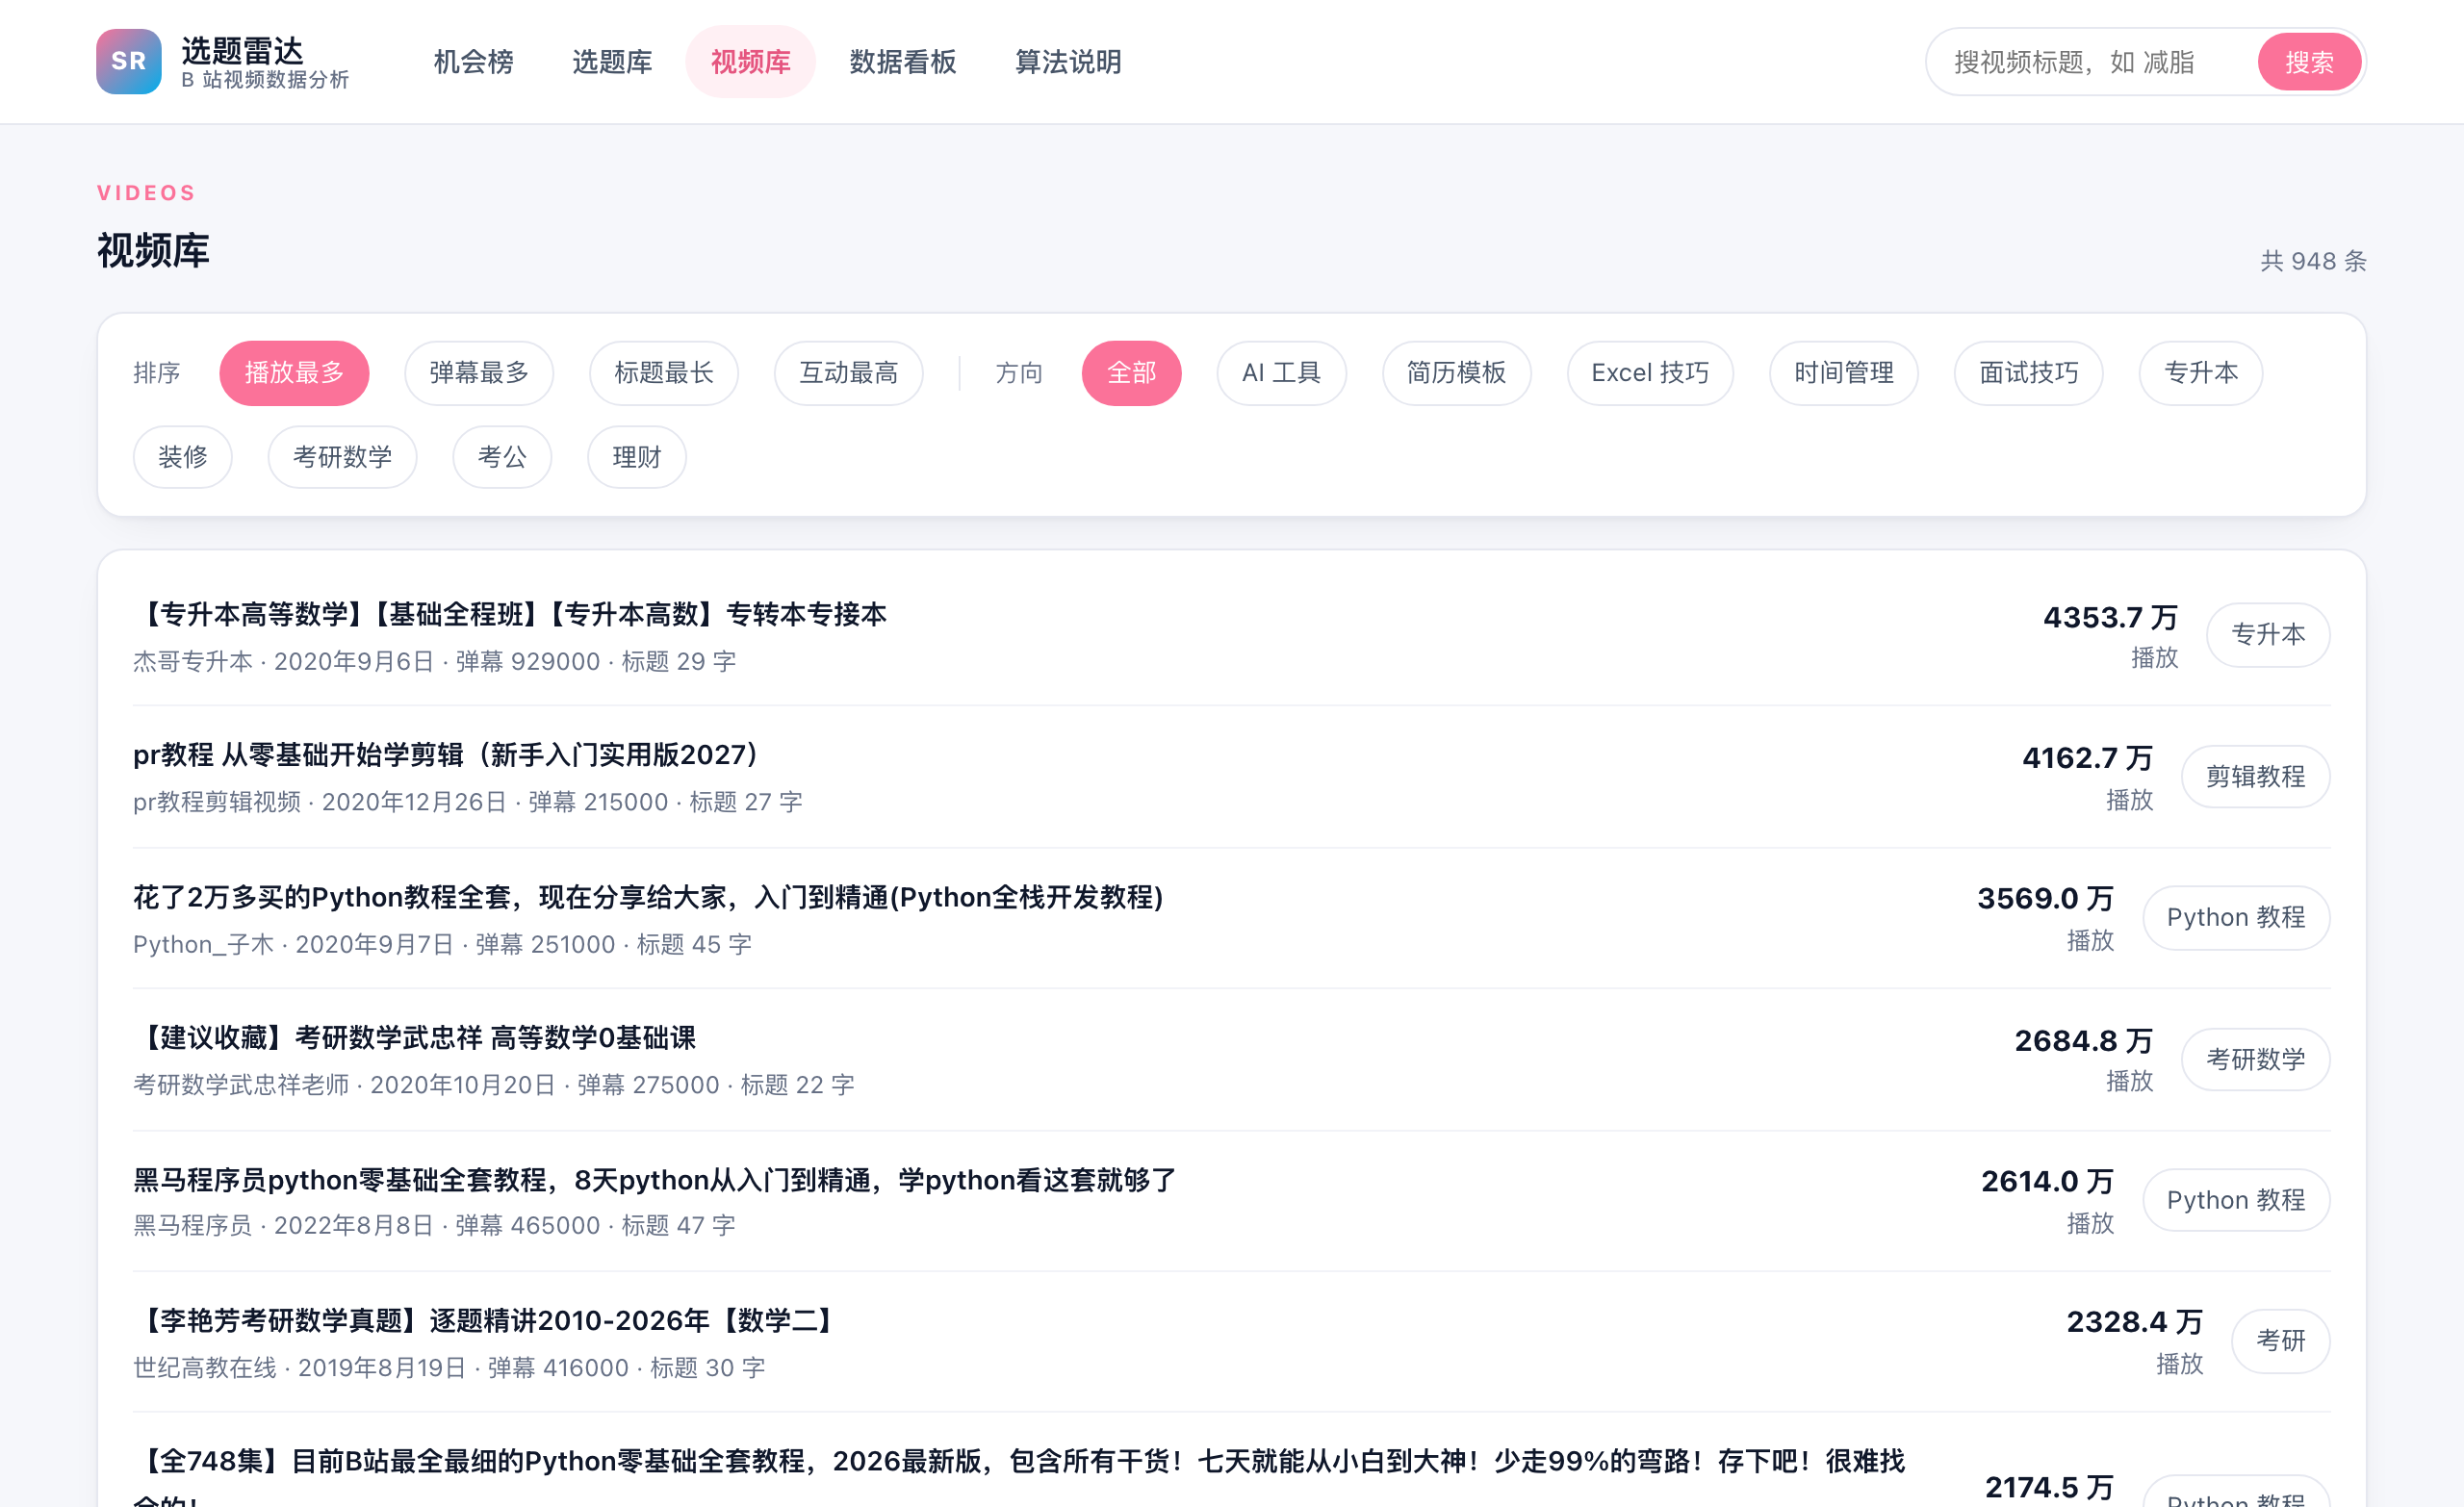 SR
选题雷达
B 站视频数据分析
机会榜
选题库
视频库
数据看板
算法说明
搜视频标题，如 减脂
搜索
VIDEOS
视频库
共 948 条
排序
播放最多
弹幕最多
标题最长
互动最高
方向
全部
AI 工具
简历模板
Excel 技巧
时间管理
面试技巧
专升本
装修
考研数学
考公
理财
【专升本高等数学】【基础全程班】【专升本高数】专转本专接本
杰哥专升本 · 2020年9月6日 · 弹幕 929000 · 标题 29 字
4353.7 万
播放
专升本
pr教程 从零基础开始学剪辑（新手入门实用版2027）
pr教程剪辑视频 · 2020年12月26日 · 弹幕 215000 · 标题 27 字
4162.7 万
播放
剪辑教程
花了2万多买的Python教程全套，现在分享给大家，入门到精通(Python全栈开发教程)
Python_子木 · 2020年9月7日 · 弹幕 251000 · 标题 45 字
3569.0 万
播放
Python 教程
【建议收藏】考研数学武忠祥 高等数学0基础课
考研数学武忠祥老师 · 2020年10月20日 · 弹幕 275000 · 标题 22 字
2684.8 万
播放
考研数学
黑马程序员python零基础全套教程，8天python从入门到精通，学python看这套就够了
黑马程序员 · 2022年8月8日 · 弹幕 465000 · 标题 47 字
2614.0 万
播放
Python 教程
【李艳芳考研数学真题】逐题精讲2010-2026年【数学二】
世纪高教在线 · 2019年8月19日 · 弹幕 416000 · 标题 30 字
2328.4 万
播放
考研
【全748集】目前B站最全最细的Python零基础全套教程，2026最新版，包含所有干货！七天就能从小白到大神！少走99%的弯路！存下吧！很难找
2174.5 万
Python 教程